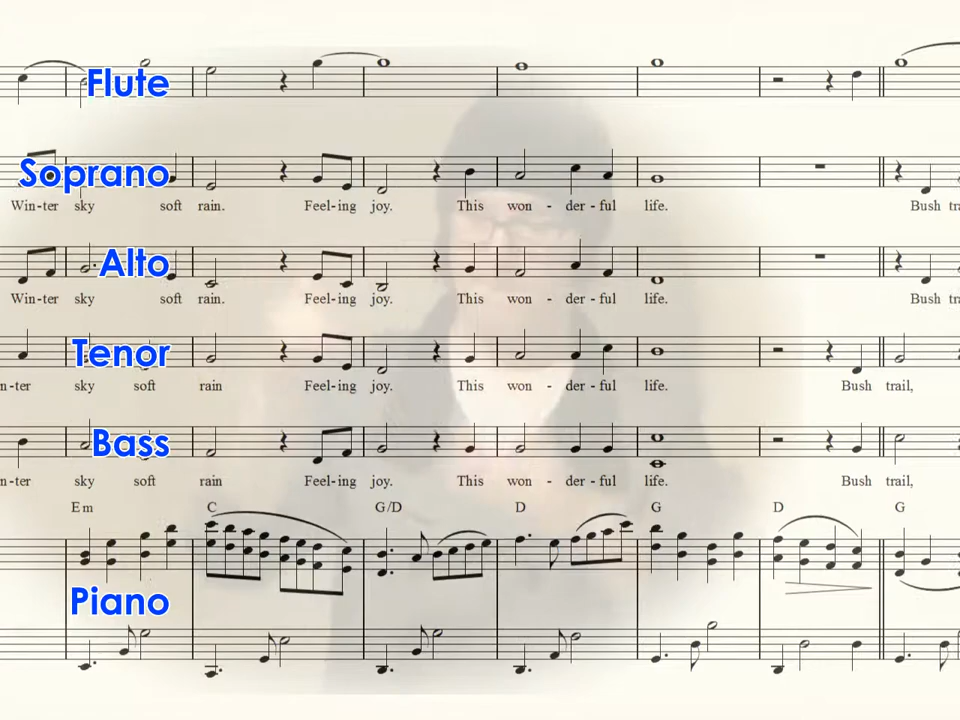 Flute
Soprano
Win-ter sky soft rain. Feel-ing joy. This won - der - ful life. Bush
Alto
Win-ter sky soft rain. Feel-ing joy. This won - der - ful life. Bush
Tenor
n-ter sky soft rain Feel-ing joy. This won - der - ful life. Bush trail,
Bass
n-ter sky soft rain Feel-ing joy. This won - der - ful life. Bush trail,
Em C G/D D G D G
Piano